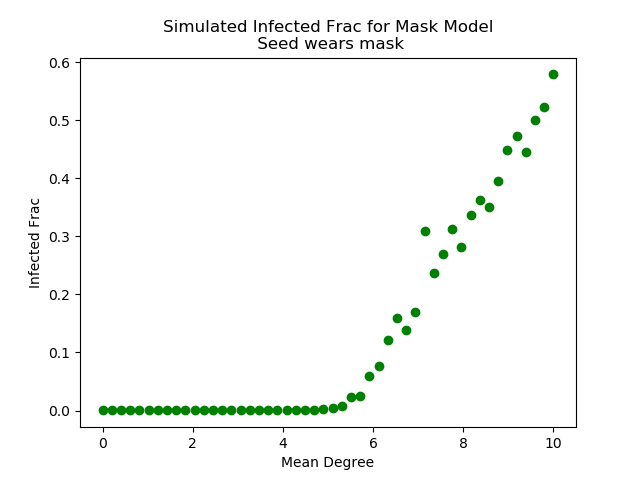 Simulated Infected Frac for Mask Model
Seed wears mask
0.6
0.5
0.4
0.3
0.2
0.1
0.0
Infected Frac
0 2 4 6 8 10
Mean Degree